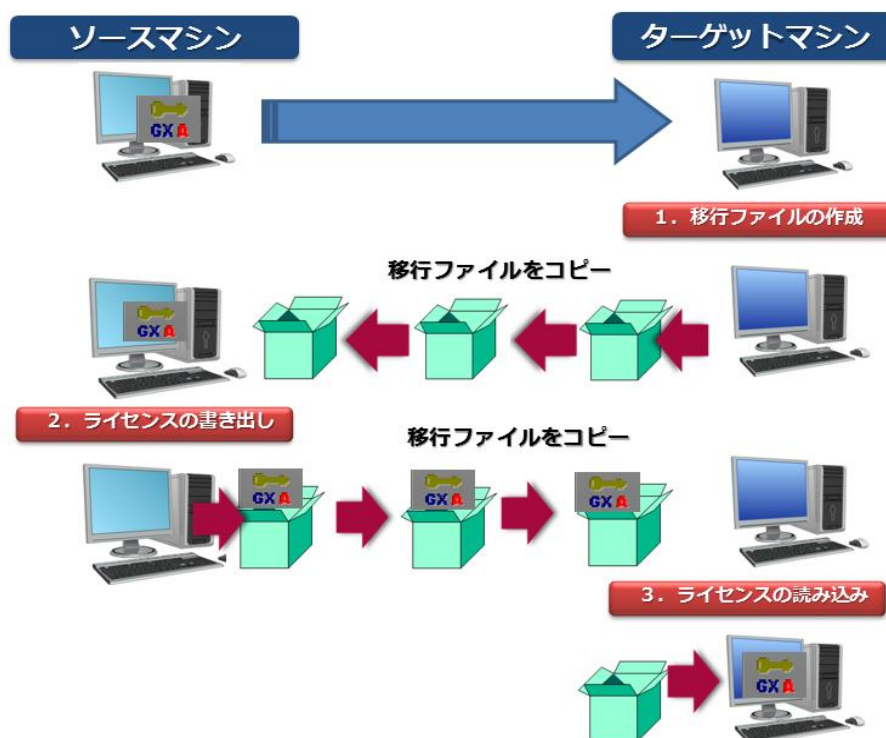 ソースマシン
ターゲットマシン
GX A
1．移行ファイルの作成
移行ファイルをコピー
GX A
2．ライセンスの書き出し
移行ファイルをコピー
GX A
GX A
GX A
3．ライセンスの読み込み
GX A